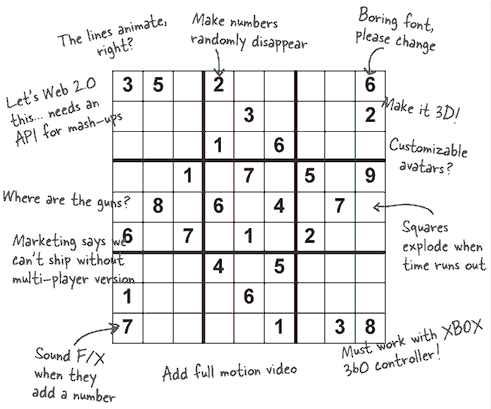 The lines animate,
right?
Make numbers
randomly disappear
Boring font,
please change
Let's Web 2.0
this... needs an
API for mash-ups
Make it 3D!
Customizable
avatars?
3 5 2 6
3 2
1 6
1 7 5 9
Where are the guns?
8 6 4 7
6 7 1 2
Squares
explode when
time runs out
Marketing says we
can't ship without
multi-player version
4 5
1 6
7 1 3 8
Sound F/X
when they
add a number
Add full motion video
Must work with XBOX
360 controller!